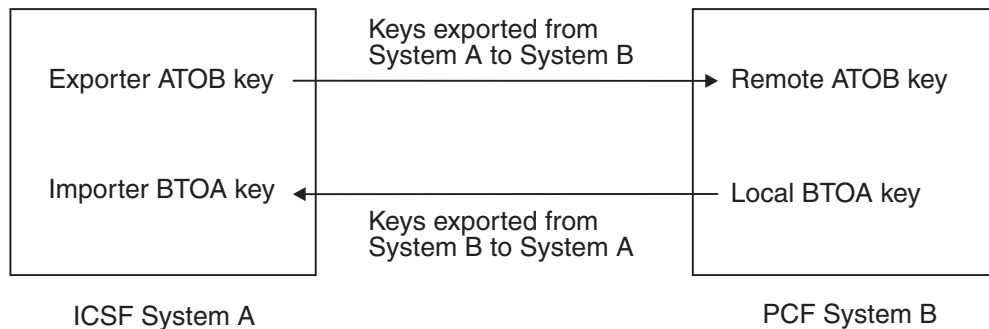 Keys exported from
System A to System B
Exporter ATOB key
Remote ATOB key
Importer BTOA key
Local BTOA key
Keys exported from
System B to System A
ICSF System A
PCF System B